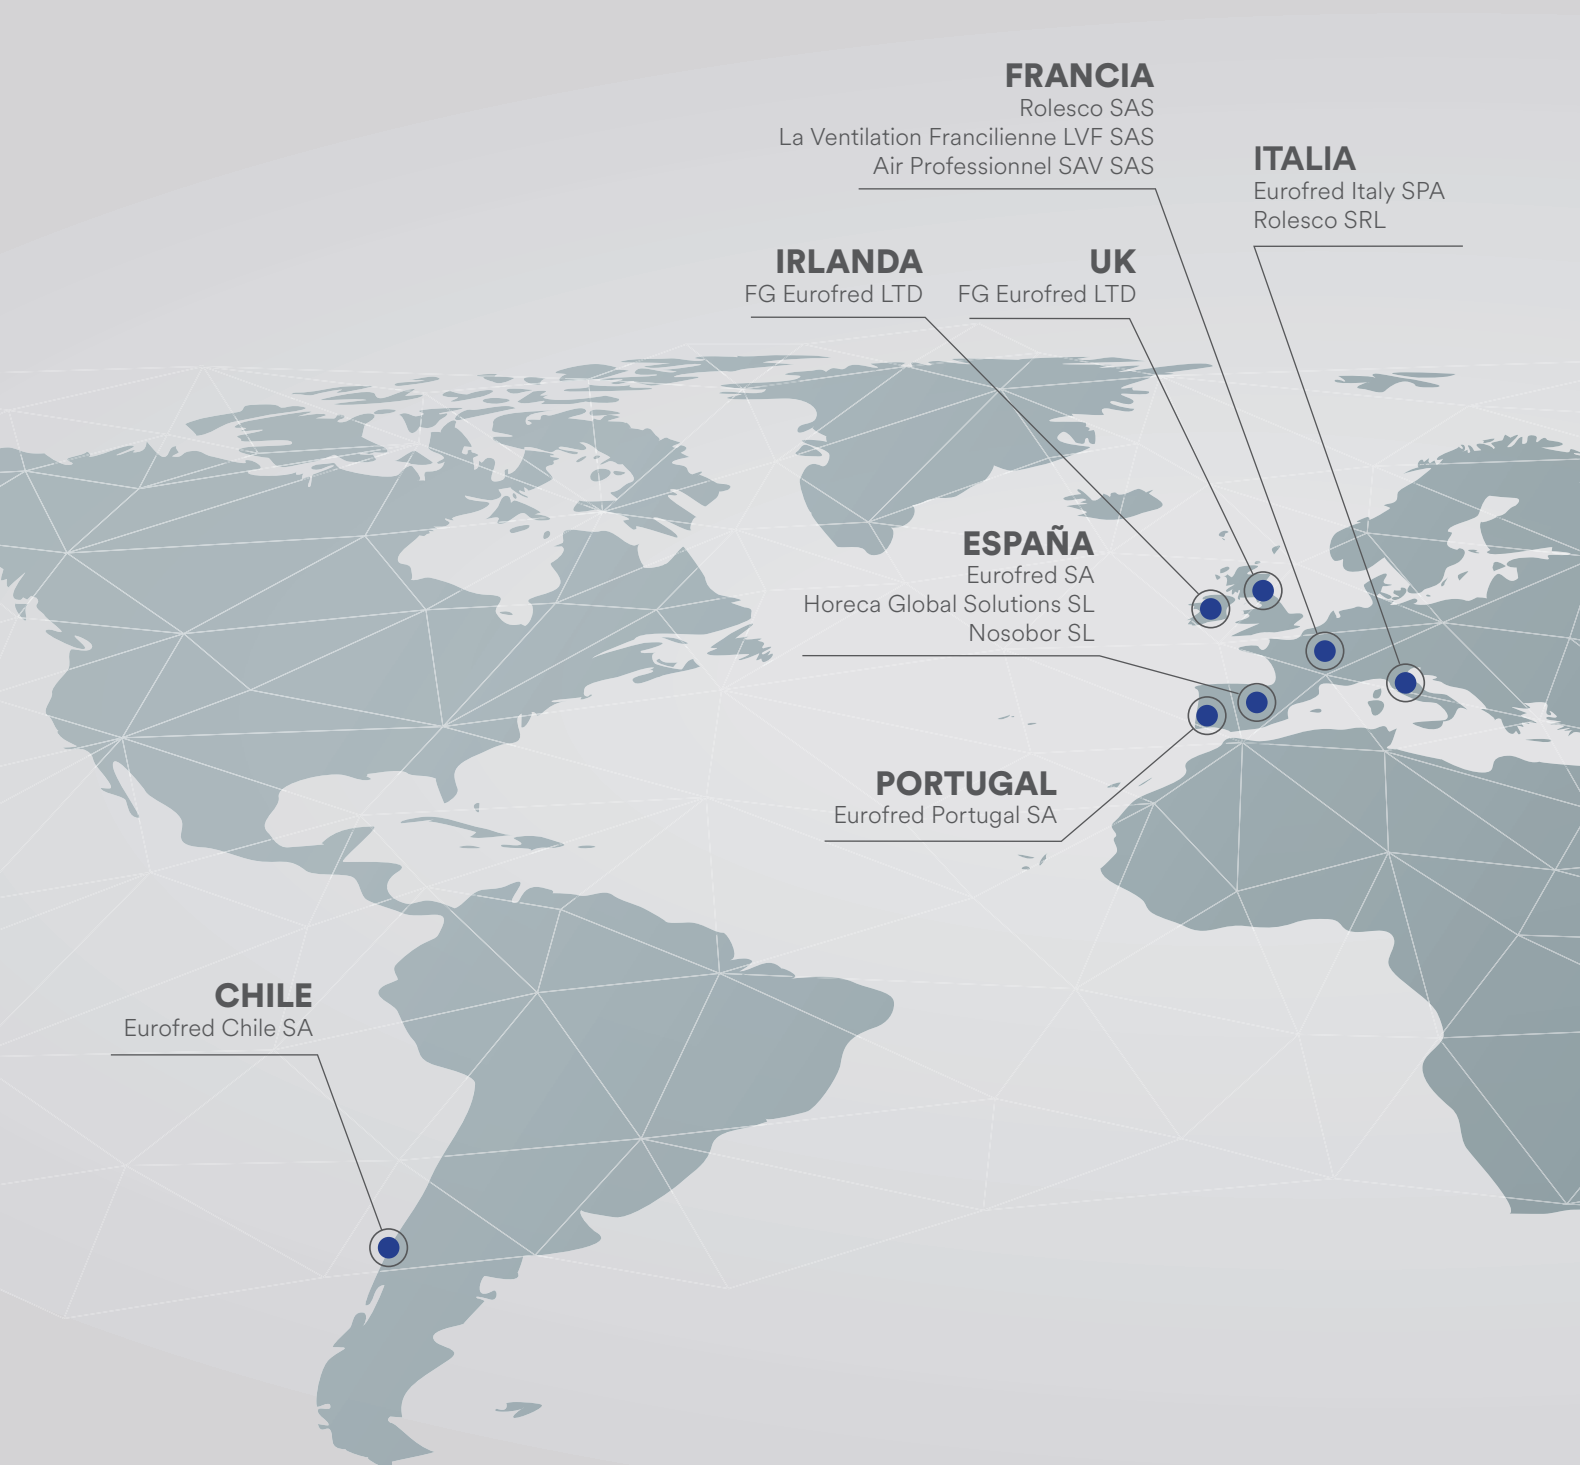 FRANCIA
Rolesco SAS
La Ventilation Francilienne LVF SAS
Air Professionnel SAV SAS
ITALIA
Eurofred Italy SPA
Rolesco SRL
IRLANDA
FG Eurofred LTD
UK
FG Eurofred LTD
ESPAÑA
Eurofred SA
Horeca Global Solutions SL
Nosobor SL
PORTUGAL
Eurofred Portugal SA
CHILE
Eurofred Chile SA